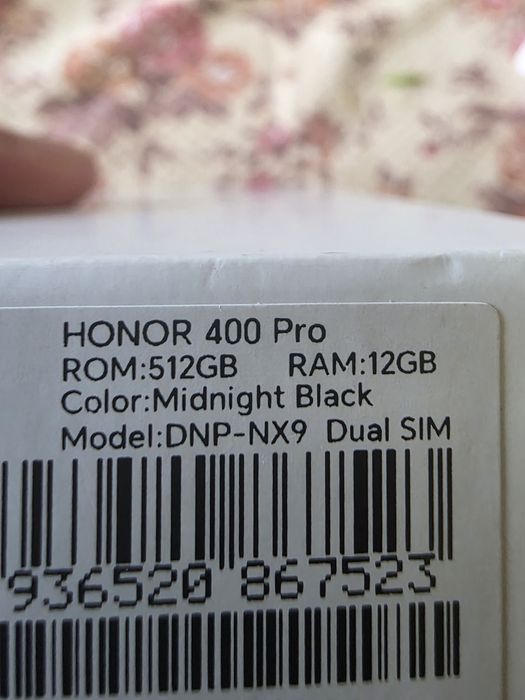 HONOR 400 Pro
ROM:512GB RAM:12GB
Color:Midnight Black
Model:DNP-NX9 Dual SIM
936520 867523